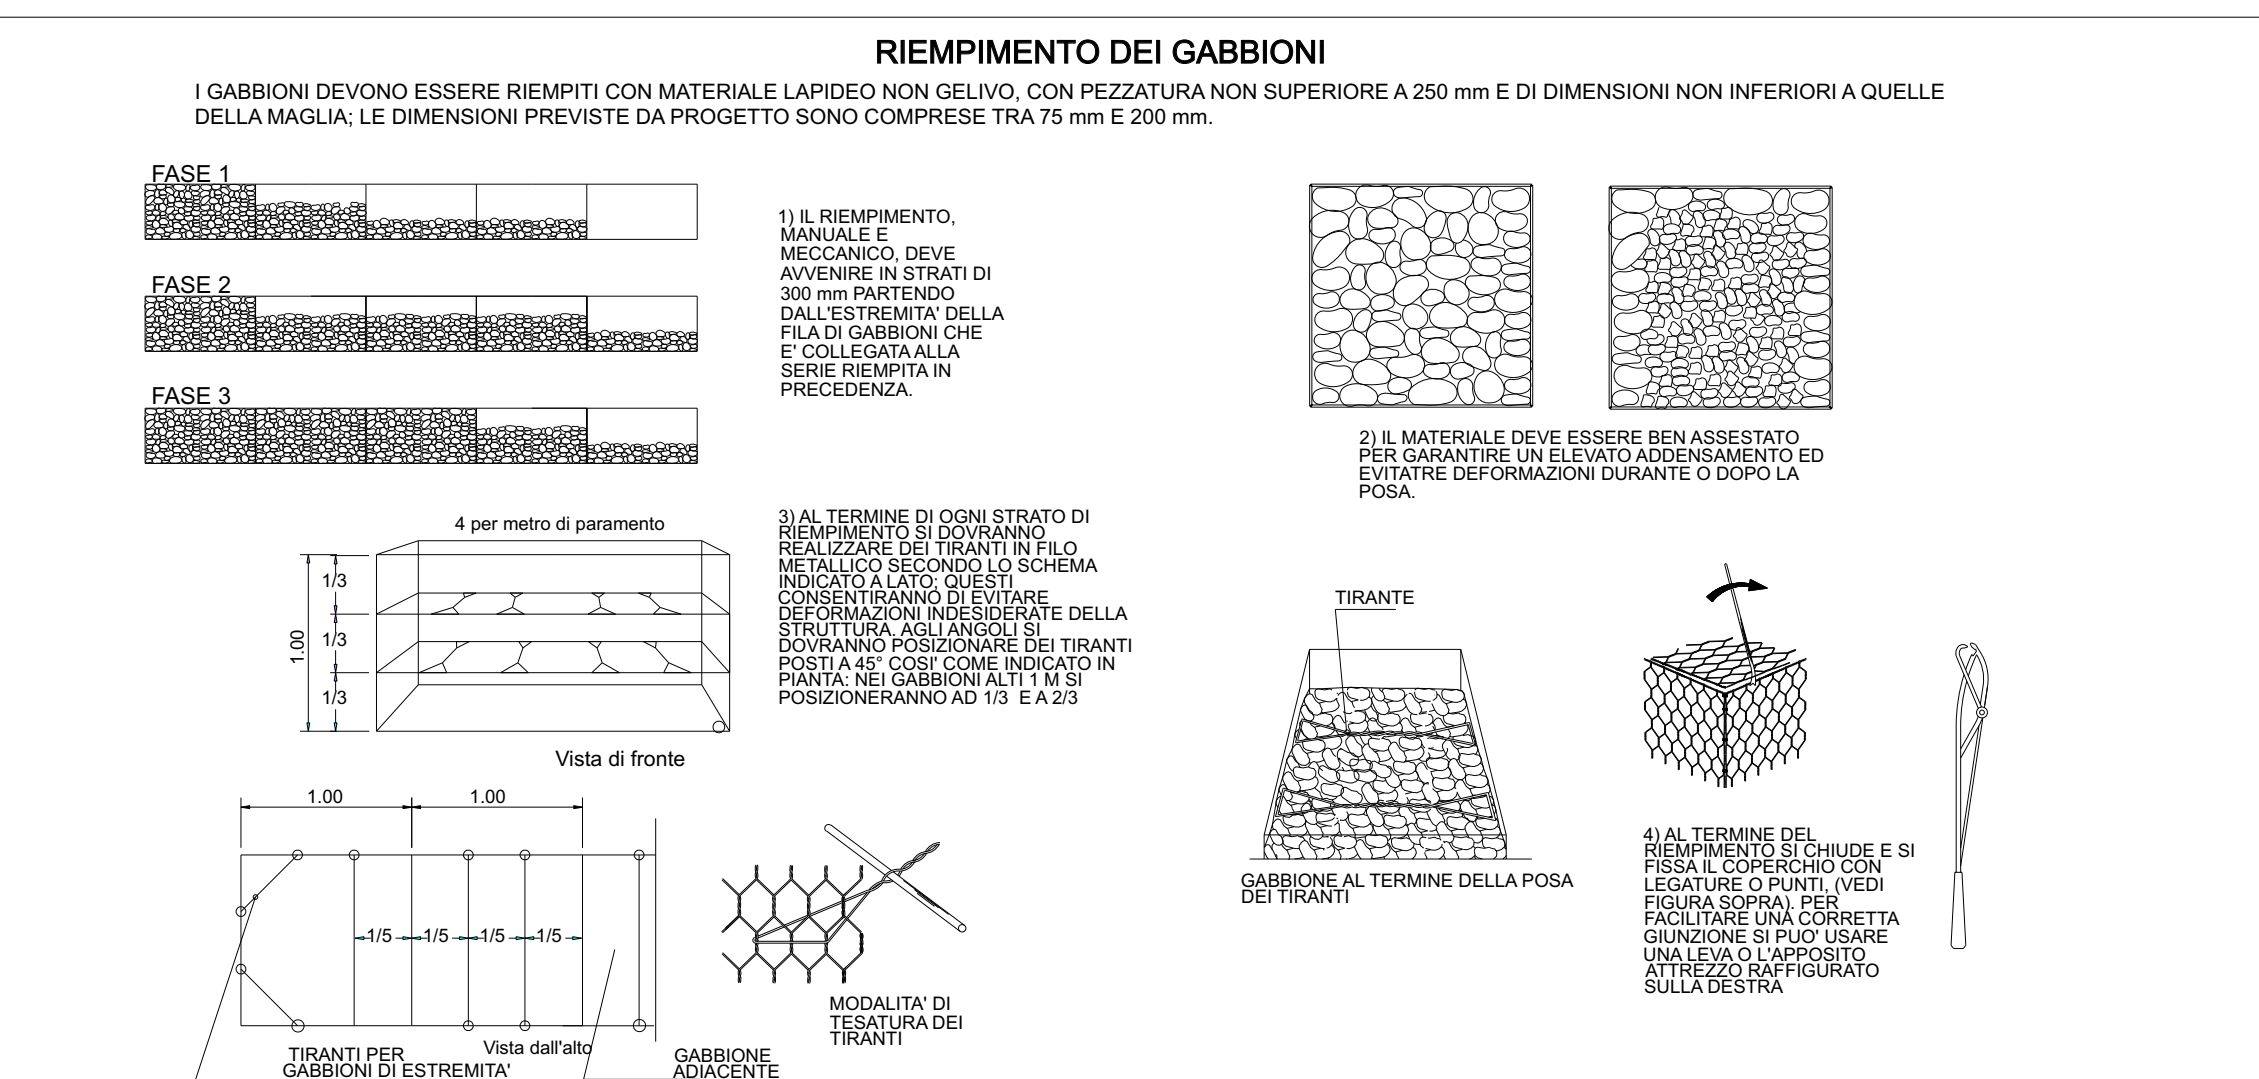 RIEMPIMENTO DEI GABBIONI
I GABBIONI DEVONO ESSERE RIEMPITI CON MATERIALE LAPIDEO NON GELIVO, CON PEZZATURA NON SUPERIORE A 250 mm E DI DIMENSIONI NON INFERIORI A QUELLE
DELLA MAGLIA; LE DIMENSIONI PREVISTE DA PROGETTO SONO COMPRESE TRA 75 mm E 200 mm.
FASE 1
FASE 2
FASE 3
1) IL RIEMPIMENTO,
MANUALE E
MECCANICO, DEVE
AVVENIRE IN STRATI DI
300 mm PARTENDO
DALL'ESTREMITA' DELLA
FILA DI GABBIONI CHE
E' COLLEGATA ALLA
SERIE RIEMPITA IN
PRECEDENZA.
2) IL MATERIALE DEVE ESSERE BEN ASSESTATO
PER GARANTIRE UN ELEVATO ADDENSAMENTO ED
EVITATRE DEFORMAZIONI DURANTE O DOPO LA
POSA.
4 per metro di paramento
1/3
1/3
1/3
1.00
Vista di fronte
3) AL TERMINE DI OGNI STRATO DI
RIEMPIMENTO SI DOVRANNO
REALIZZARE DEI TIRANTI IN FILO
METALLICO SECONDO LO SCHEMA
INDICATO A LATO; QUESTI
CONSENTIRANNO DI EVITARE
DEFORMAZIONI INDESIDERATE DELLA
STRUTTURA. AGLI ANGOLI SI
DOVRANNO POSIZIONARE DEI TIRANTI
POSTI A 45° COSI' COME INDICATO IN
PIANTA: NEI GABBIONI ALTI 1 M SI
POSIZIONERANNO AD 1/3 E A 2/3
TIRANTE
GABBIONE AL TERMINE DELLA POSA
DEI TIRANTI
4) AL TERMINE DEL
RIEMPIMENTO SI CHIUDE E SI
FISSA IL COPERCHIO CON
LEGATURE O PUNTI, (VEDI
FIGURA SOPRA). PER
FACILITARE UNA CORRETTA
GIUNZIONE SI PUO' USARE
UNA LEVA O L'APPOSITO
ATTREZZO RAFFIGURATO
SULLA DESTRA
1.00 1.00
1/5 1/5 1/5 1/5
Vista dall'alto
TIRANTI PER
GABBIONI DI ESTREMITA'
GABBIONE
ADIACENTE
MODALITA' DI
TESATURA DEI
TIRANTI